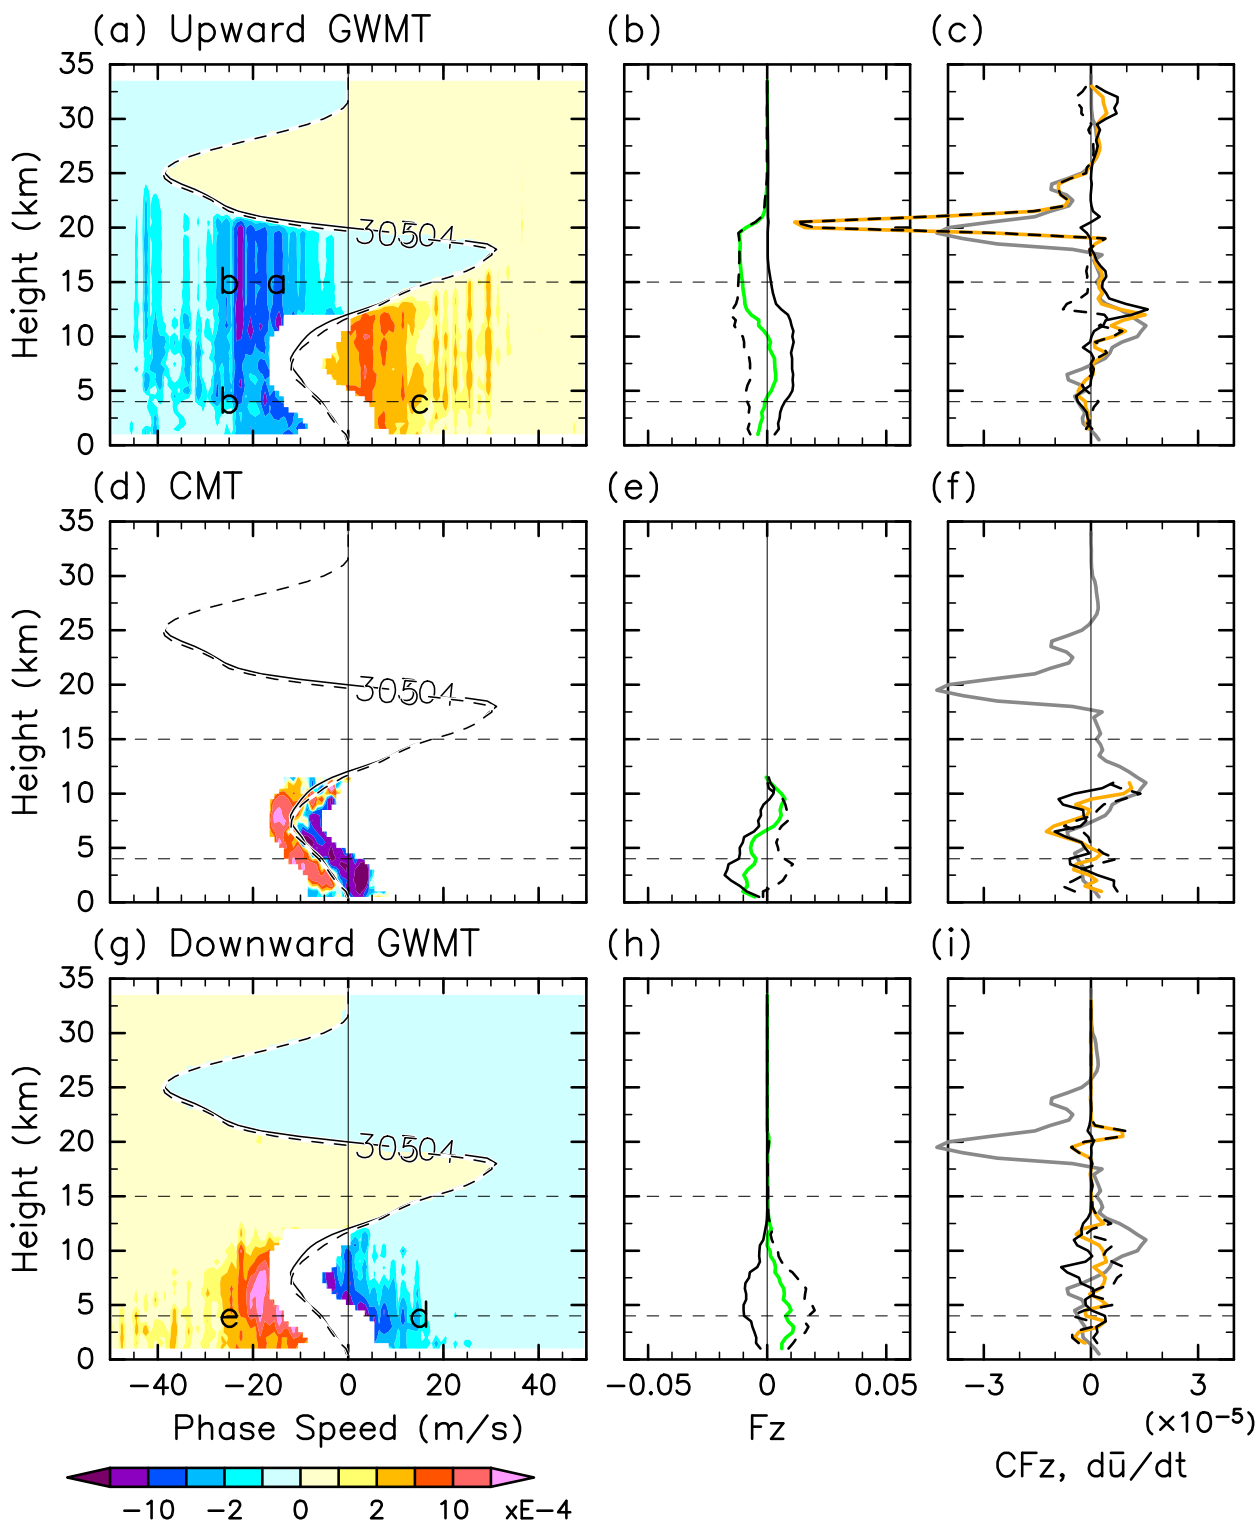 (a) Upward GWMT (b) (c)
35
30
25
20
15
10
5
0
Height (km)
30504
b a
b c
(d) CMT (e) (f)
35
30
25
20
15
10
5
0
Height (km)
30504
(g) Downward GWMT (h) (i)
35
30
25
20
15
10
5
0
Height (km)
30504
e d
−40 −20 0 20 40
Phase Speed (m/s)
−0.05 0 0.05
Fz
−3 0 3
(×10⁻⁵)
CFz, dū/dt
−10 −2 0 2 10 xE−4